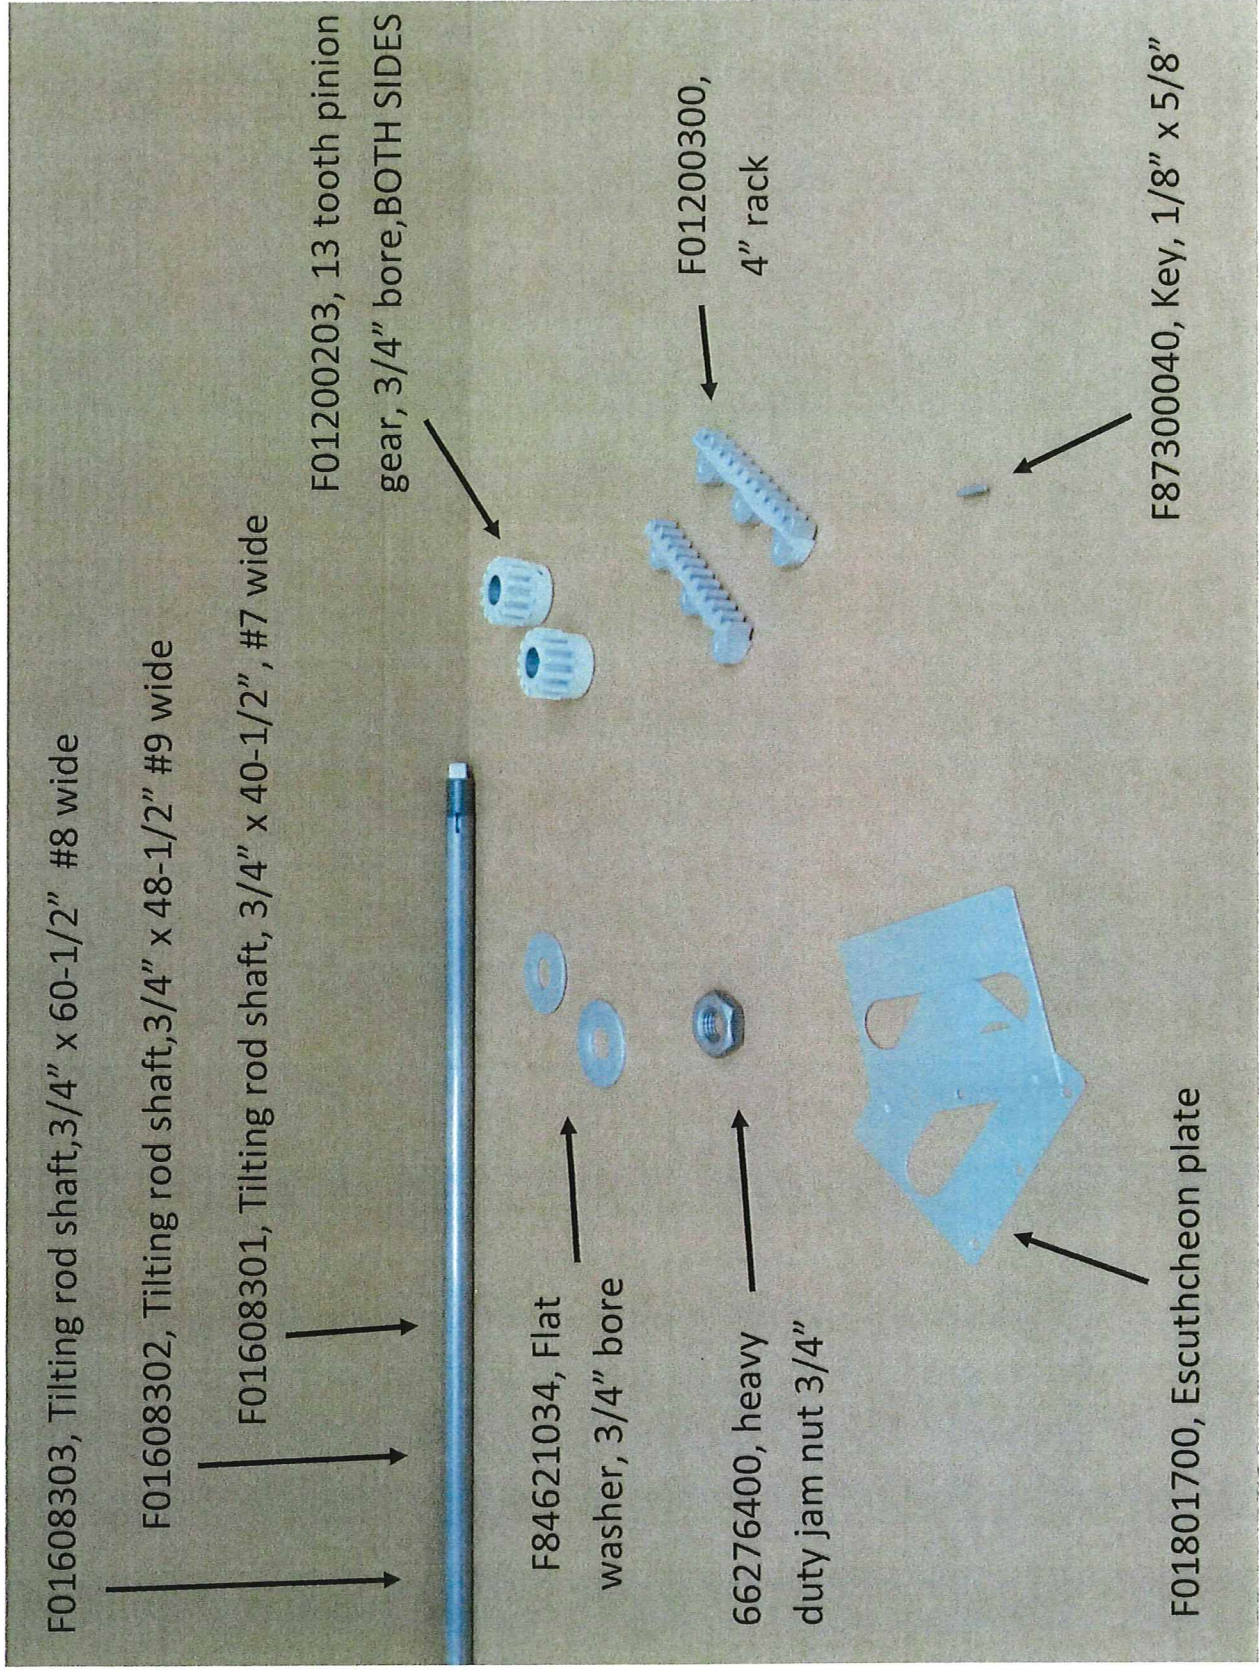 F01608303, Tilting rod shaft,3/4” x 60-1/2”  #8 wide
F01608302, Tilting rod shaft,3/4” x 48-1/2” #9 wide
F01608301, Tilting rod shaft, 3/4” x 40-1/2”, #7 wide
F01200203, 13 tooth pinion
gear, 3/4” bore,BOTH SIDES
F84621034, Flat
washer, 3/4” bore
F01200300,
4” rack
66276400, heavy
duty jam nut 3/4”
F01801700, Escuthcheon plate
F87300040, Key, 1/8” x 5/8”